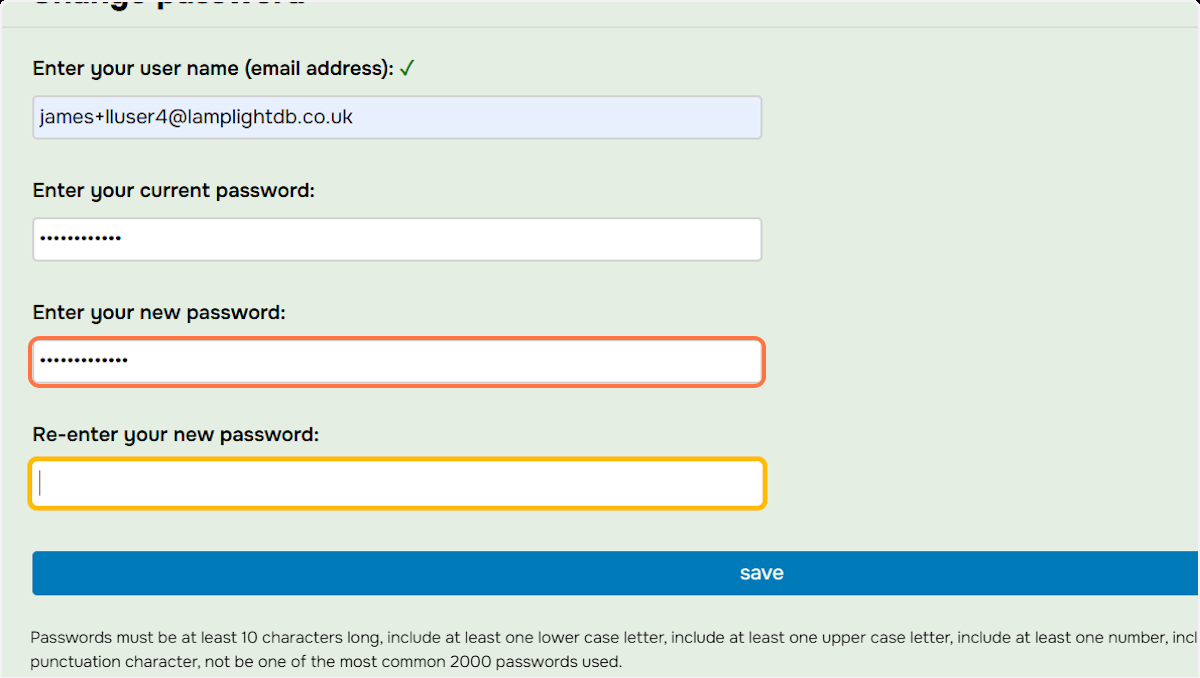 Change password
Enter your user name (email address): ✓
james+lluser4@lamplightdb.co.uk
Enter your current password:
••••••••••••
Enter your new password:
•••••••••••••
Re-enter your new password:
save
Passwords must be at least 10 characters long, include at least one lower case letter, include at least one upper case letter, include at least one number, incl
punctuation character, not be one of the most common 2000 passwords used.